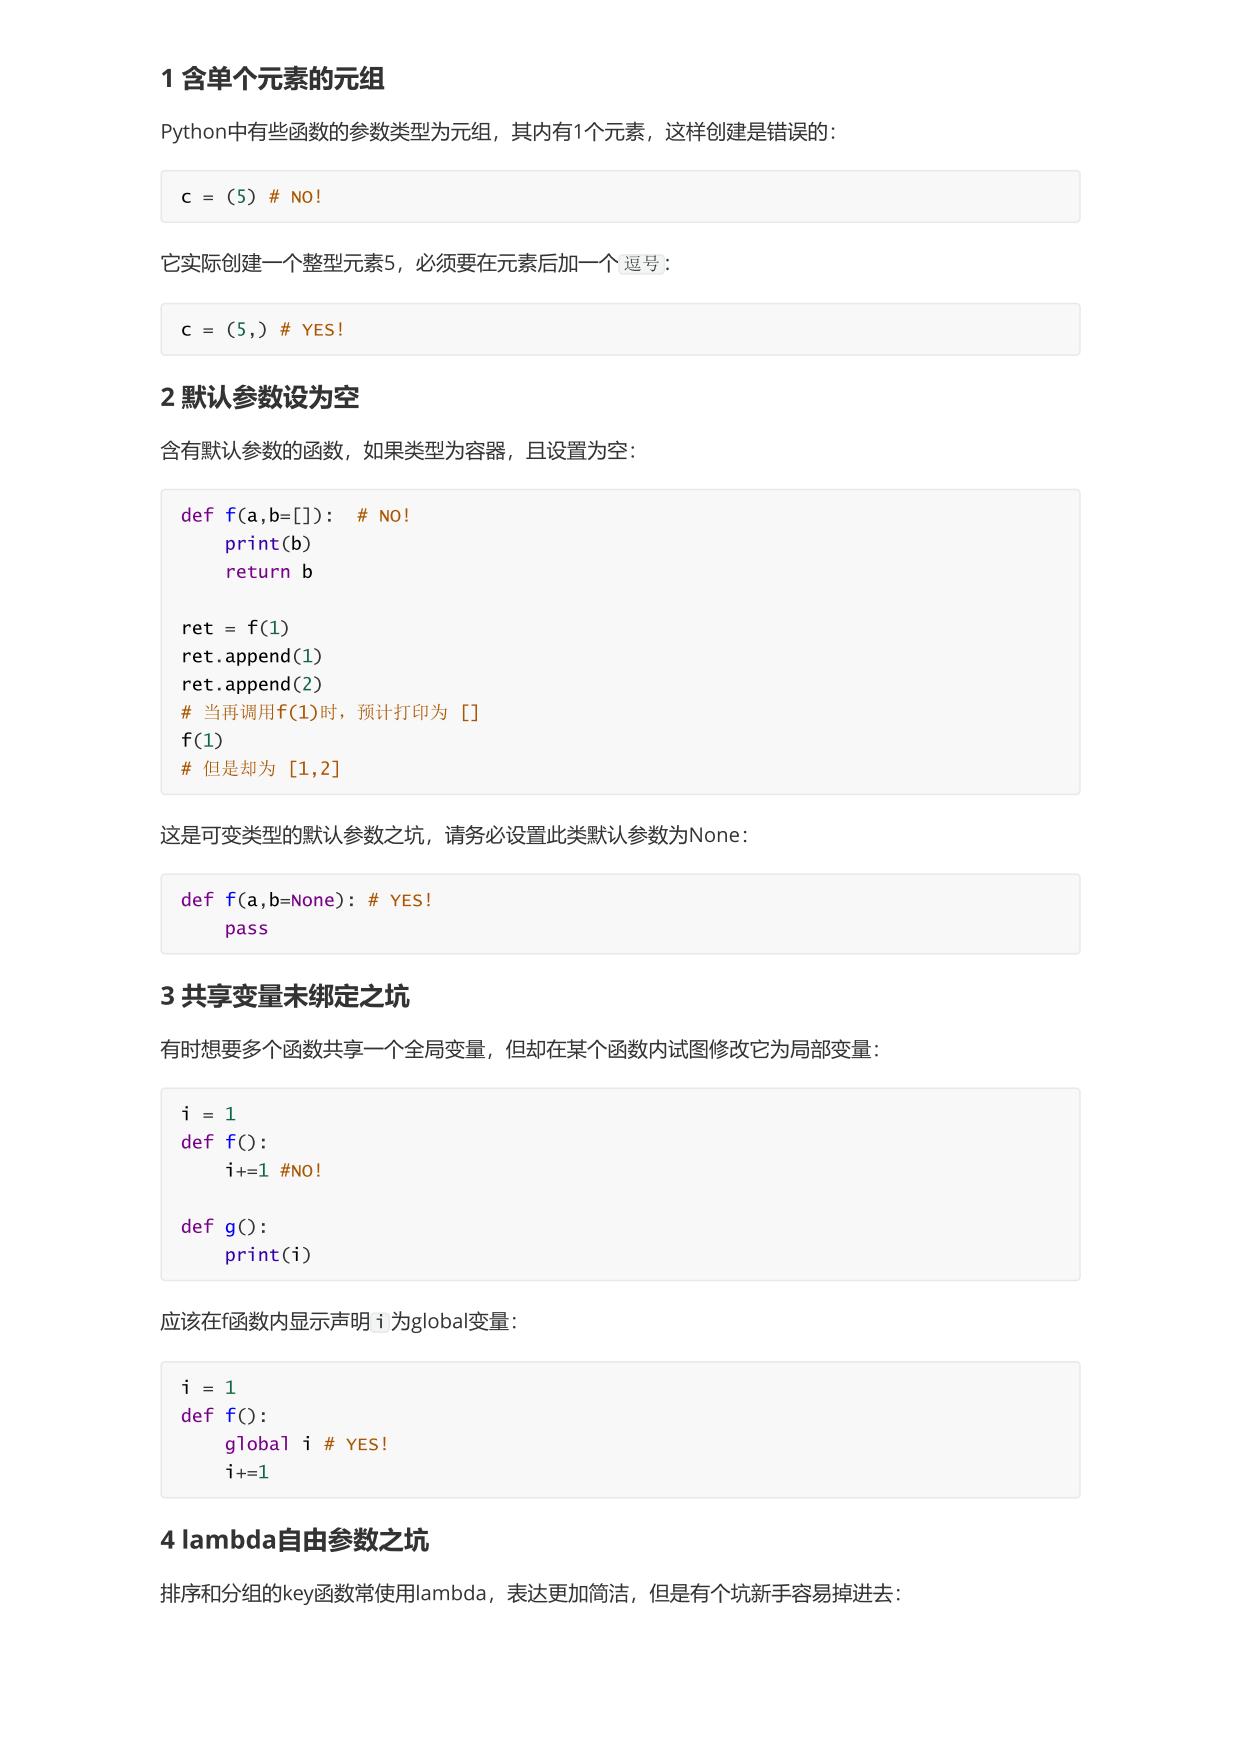 1 含单个元素的元组
Python中有些函数的参数类型为元组，其内有1个元素，这样创建是错误的：
c = (5) # NO!
它实际创建一个整型元素5，必须要在元素后加一个逗号：
c = (5,) # YES!
2 默认参数设为空
含有默认参数的函数，如果类型为容器，且设置为空：
def f(a,b=[]):  # NO!
    print(b)
    return b
ret = f(1)
ret.append(1)
ret.append(2)
# 当再调用f(1)时，预计打印为 []
f(1)
# 但是却为 [1,2]
这是可变类型的默认参数之坑，请务必设置此类默认参数为None：
def f(a,b=None): # YES!
    pass
3 共享变量未绑定之坑
有时想要多个函数共享一个全局变量，但却在某个函数内试图修改它为局部变量：
i = 1
def f():
    i+=1 #NO!
def g():
    print(i)
应该在f函数内显示声明i为global变量：
i = 1
def f():
    global i # YES!
    i+=1
4 lambda自由参数之坑
排序和分组的key函数常使用lambda，表达更加简洁，但是有个坑新手容易掉进去：